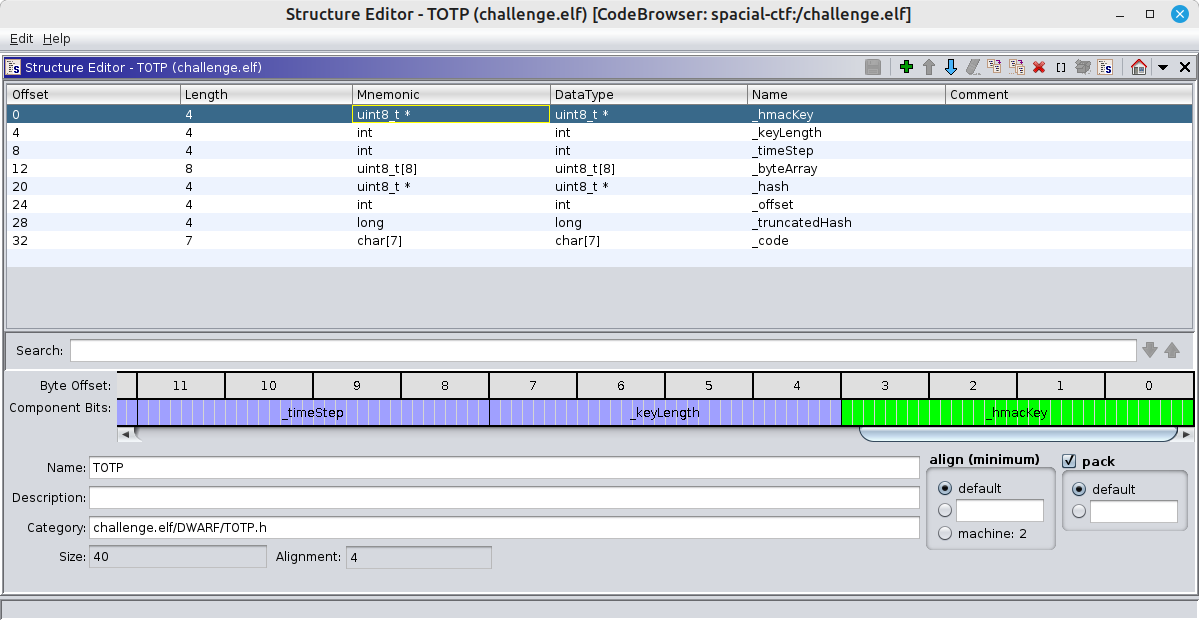 Structure Editor - TOTP (challenge.elf) [CodeBrowser: spacial-ctf:/challenge.elf]
Edit Help
Structure Editor - TOTP (challenge.elf)
Offset Length Mnemonic DataType Name Comment
0 4 uint8_t * uint8_t * _hmacKey
4 4 int int _keyLength
8 4 int int _timeStep
12 8 uint8_t[8] uint8_t[8] _byteArray
20 4 uint8_t * uint8_t * _hash
24 4 int int _offset
28 4 long long _truncatedHash
32 7 char[7] char[7] _code
Search:
Byte Offset: 11 10 9 8 7 6 5 4 3 2 1 0
Component Bits: _timeStep _keyLength _hmacKey
Name: TOTP
Description:
Category: challenge.elf/DWARF/TOTP.h
Size: 40 Alignment: 4
align (minimum)
default
machine: 2
pack
default